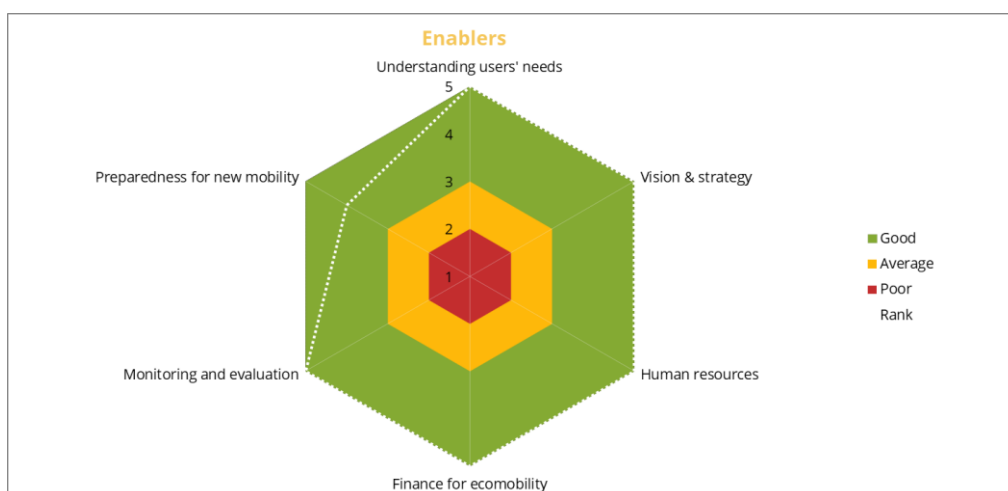 Enablers
Understanding users' needs
5
4
Preparedness for new mobility
3
Vision & strategy
2
1
Good
Average
Poor
Rank
Monitoring and evaluation
Human resources
Finance for ecomobility